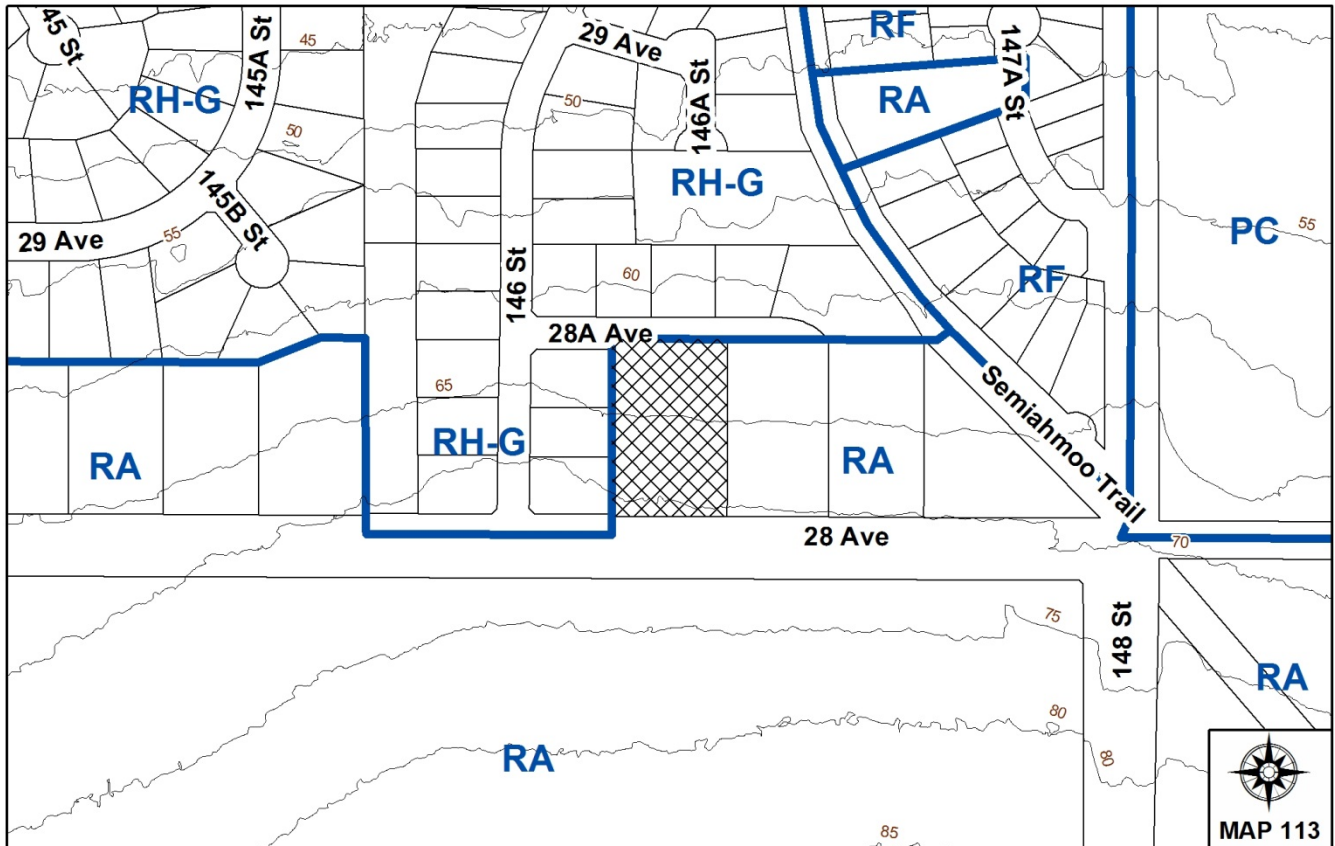 45 St
145A St
45
29 Ave
146A St
RF
147A St
RH-G
50
50
RA
145B St
RH-G
29 Ave
55
146 St
60
RF
PC
55
28A Ave
65
RA
RH-G
RA
Semiahmoo Trail
28 Ave
70
75
148 St
RA
80
80
RA
85
MAP 113